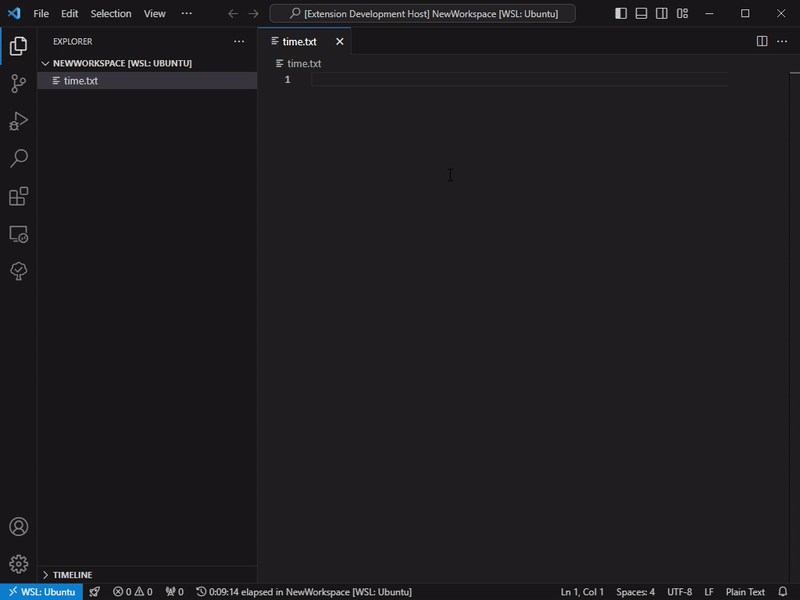 File Edit Selection View ··· [Extension Development Host] NewWorkspace [WSL: Ubuntu]
EXPLORER ···
NEWWORKSPACE [WSL: UBUNTU]
time.txt
TIMELINE
time.txt
time.txt
1
WSL: Ubuntu 0 0 0 0:09:14 elapsed in NewWorkspace [WSL: Ubuntu] Ln 1, Col 1 Spaces: 4 UTF-8 LF Plain Text